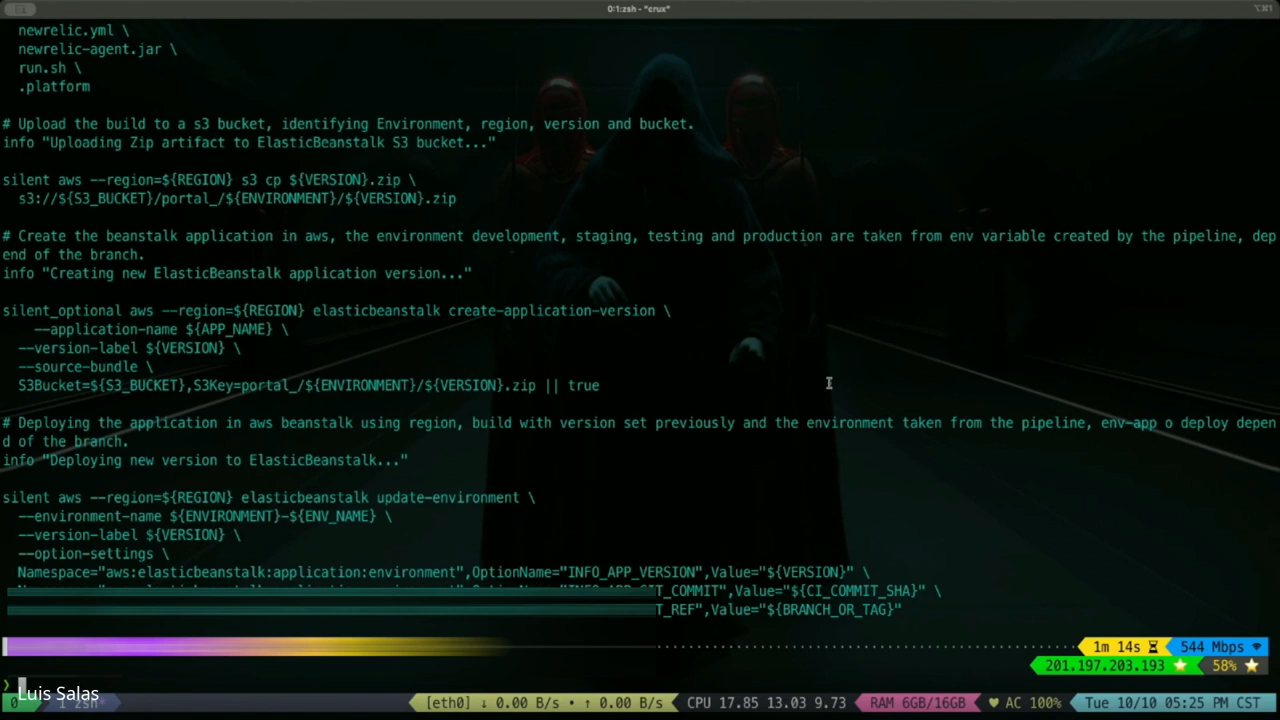 0:1:zsh - "crux"
⌥⌘1
newrelic.yml \
newrelic-agent.jar \
run.sh \
.platform
# Upload the build to a s3 bucket, identifying Environment, region, version and bucket.
info "Uploading Zip artifact to ElasticBeanstalk S3 bucket..."
silent aws --region=${REGION} s3 cp ${VERSION}.zip \
s3://${S3_BUCKET}/portal_/${ENVIRONMENT}/${VERSION}.zip
# Create the beanstalk application in aws, the environment development, staging, testing and production are taken from env variable created by the pipeline, dep
end of the branch.
info "Creating new ElasticBeanstalk application version..."
silent_optional aws --region=${REGION} elasticbeanstalk create-application-version \
--application-name ${APP_NAME} \
--version-label ${VERSION} \
--source-bundle \
S3Bucket=${S3_BUCKET},S3Key=portal_/${ENVIRONMENT}/${VERSION}.zip || true
# Deploying the application in aws beanstalk using region, build with version set previously and the environment taken from the pipeline, env-app o deploy depen
d of the branch.
info "Deploying new version to ElasticBeanstalk..."
silent aws --region=${REGION} elasticbeanstalk update-environment \
--environment-name ${ENVIRONMENT}-${ENV_NAME} \
--version-label ${VERSION} \
--option-settings \
Namespace="aws:elasticbeanstalk:application:environment",OptionName="INFO_APP_VERSION",Value="${VERSION}" \
T_COMMIT",Value="${CI_COMMIT_SHA}" \
T_REF",Value="${BRANCH_OR_TAG}"
1m 14s 544 Mbps
201.197.203.193 58%
❯
Luis Salas
0 1 zsh* [eth0] ↓ 0.00 B/s • ↑ 0.00 B/s CPU 17.85 13.03 9.73 RAM 6GB/16GB ♥ AC 100% Tue 10/10 05:25 PM CST